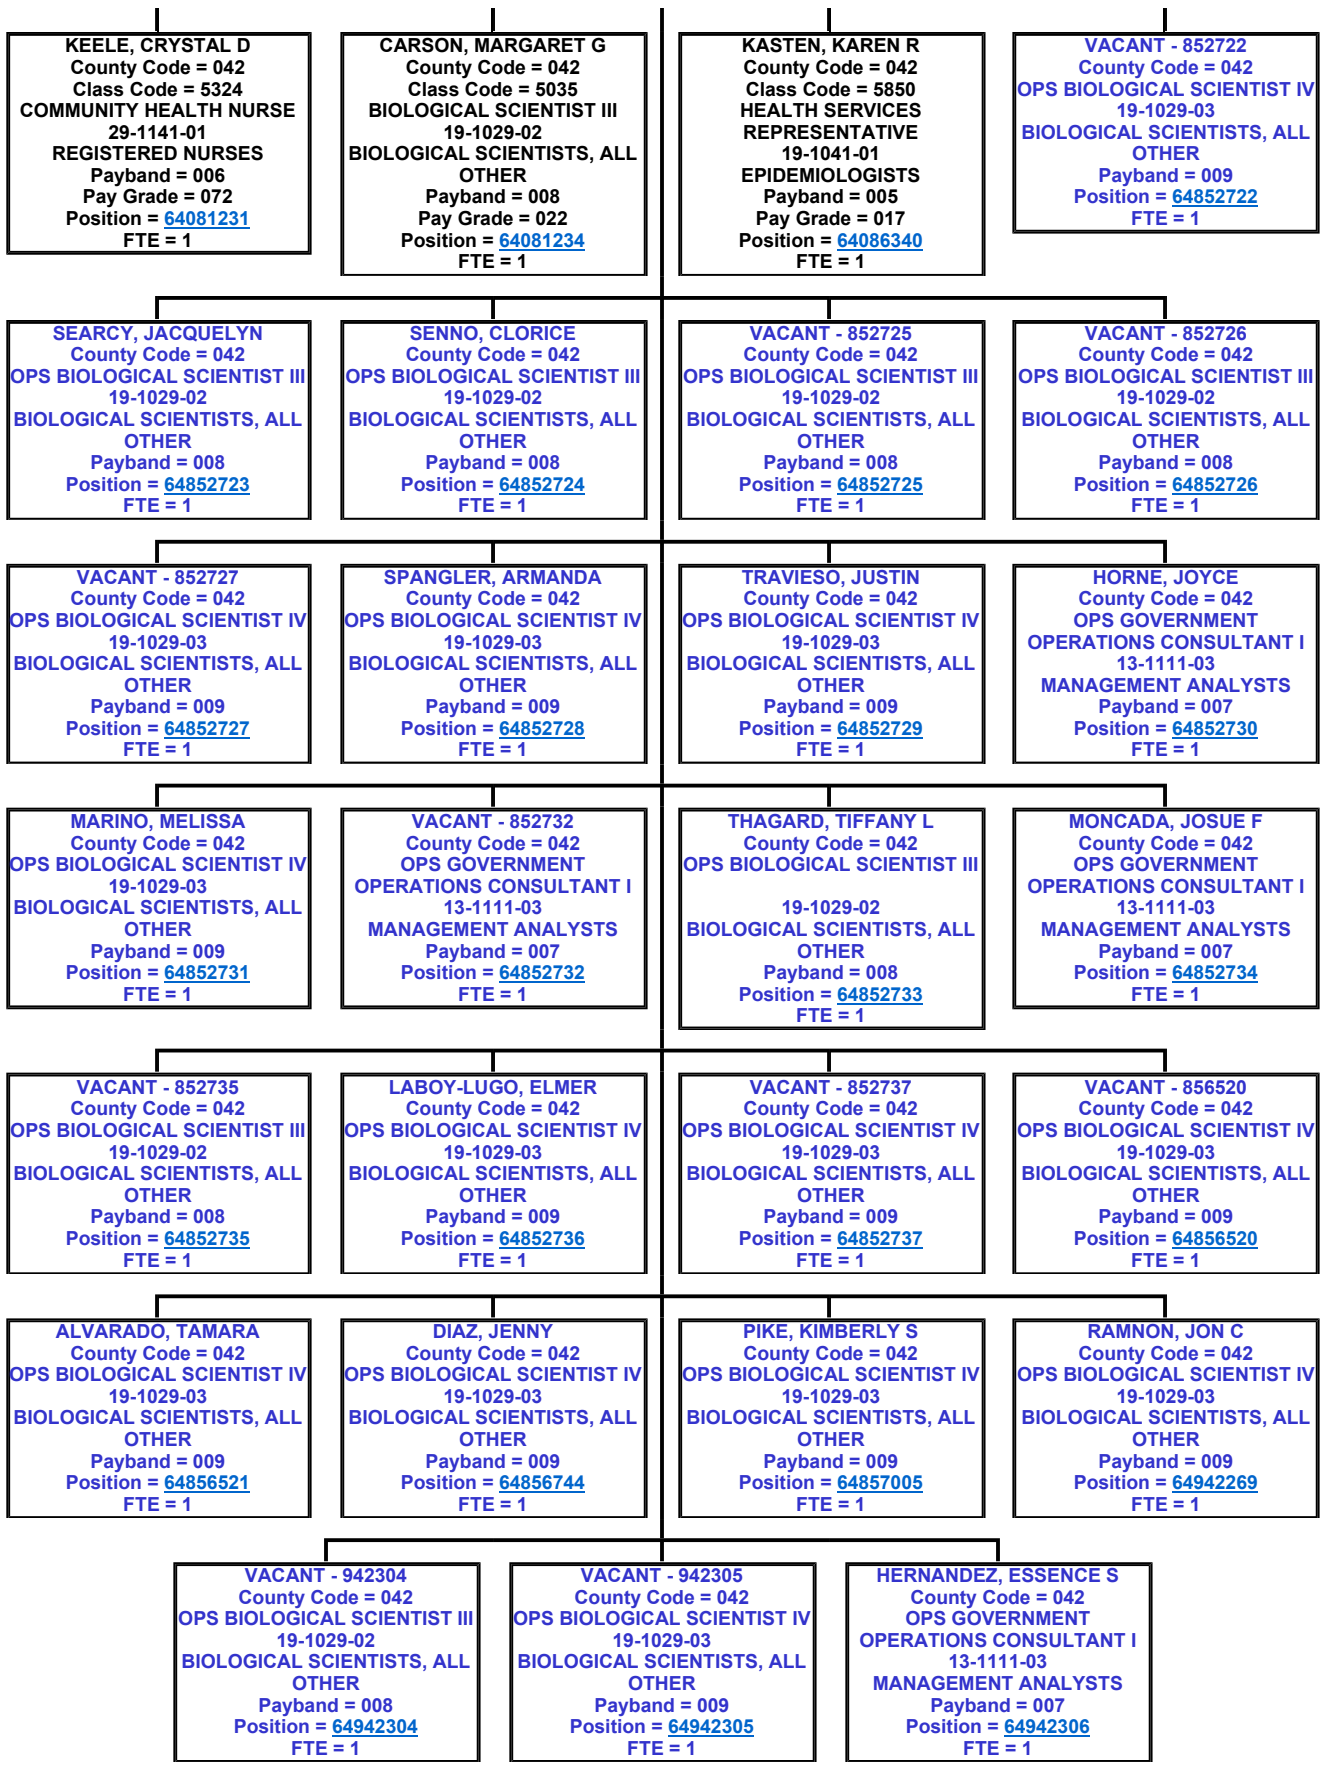 KEELE, CRYSTAL D
County Code = 042
Class Code = 5324
COMMUNITY HEALTH NURSE
29-1141-01
REGISTERED NURSES
Payband = 006
Pay Grade = 072
Position = 64081231
FTE = 1
CARSON, MARGARET G
County Code = 042
Class Code = 5035
BIOLOGICAL SCIENTIST III
19-1029-02
BIOLOGICAL SCIENTISTS, ALL
OTHER
Payband = 008
Pay Grade = 022
Position = 64081234
FTE = 1
KASTEN, KAREN R
County Code = 042
Class Code = 5850
HEALTH SERVICES
REPRESENTATIVE
19-1041-01
EPIDEMIOLOGISTS
Payband = 005
Pay Grade = 017
Position = 64086340
FTE = 1
VACANT - 852722
County Code = 042
OPS BIOLOGICAL SCIENTIST IV
19-1029-03
BIOLOGICAL SCIENTISTS, ALL
OTHER
Payband = 009
Position = 64852722
FTE = 1
SEARCY, JACQUELYN
County Code = 042
OPS BIOLOGICAL SCIENTIST III
19-1029-02
BIOLOGICAL SCIENTISTS, ALL
OTHER
Payband = 008
Position = 64852723
FTE = 1
SENNO, CLORICE
County Code = 042
OPS BIOLOGICAL SCIENTIST III
19-1029-02
BIOLOGICAL SCIENTISTS, ALL
OTHER
Payband = 008
Position = 64852724
FTE = 1
VACANT - 852725
County Code = 042
OPS BIOLOGICAL SCIENTIST III
19-1029-02
BIOLOGICAL SCIENTISTS, ALL
OTHER
Payband = 008
Position = 64852725
FTE = 1
VACANT - 852726
County Code = 042
OPS BIOLOGICAL SCIENTIST III
19-1029-02
BIOLOGICAL SCIENTISTS, ALL
OTHER
Payband = 008
Position = 64852726
FTE = 1
VACANT - 852727
County Code = 042
OPS BIOLOGICAL SCIENTIST IV
19-1029-03
BIOLOGICAL SCIENTISTS, ALL
OTHER
Payband = 009
Position = 64852727
FTE = 1
SPANGLER, ARMANDA
County Code = 042
OPS BIOLOGICAL SCIENTIST IV
19-1029-03
BIOLOGICAL SCIENTISTS, ALL
OTHER
Payband = 009
Position = 64852728
FTE = 1
TRAVIESO, JUSTIN
County Code = 042
OPS BIOLOGICAL SCIENTIST IV
19-1029-03
BIOLOGICAL SCIENTISTS, ALL
OTHER
Payband = 009
Position = 64852729
FTE = 1
HORNE, JOYCE
County Code = 042
OPS GOVERNMENT
OPERATIONS CONSULTANT I
13-1111-03
MANAGEMENT ANALYSTS
Payband = 007
Position = 64852730
FTE = 1
MARINO, MELISSA
County Code = 042
OPS BIOLOGICAL SCIENTIST IV
19-1029-03
BIOLOGICAL SCIENTISTS, ALL
OTHER
Payband = 009
Position = 64852731
FTE = 1
VACANT - 852732
County Code = 042
OPS GOVERNMENT
OPERATIONS CONSULTANT I
13-1111-03
MANAGEMENT ANALYSTS
Payband = 007
Position = 64852732
FTE = 1
THAGARD, TIFFANY L
County Code = 042
OPS BIOLOGICAL SCIENTIST III
19-1029-02
BIOLOGICAL SCIENTISTS, ALL
OTHER
Payband = 008
Position = 64852733
FTE = 1
MONCADA, JOSUE F
County Code = 042
OPS GOVERNMENT
OPERATIONS CONSULTANT I
13-1111-03
MANAGEMENT ANALYSTS
Payband = 007
Position = 64852734
FTE = 1
VACANT - 852735
County Code = 042
OPS BIOLOGICAL SCIENTIST III
19-1029-02
BIOLOGICAL SCIENTISTS, ALL
OTHER
Payband = 008
Position = 64852735
FTE = 1
LABOY-LUGO, ELMER
County Code = 042
OPS BIOLOGICAL SCIENTIST IV
19-1029-03
BIOLOGICAL SCIENTISTS, ALL
OTHER
Payband = 009
Position = 64852736
FTE = 1
VACANT - 852737
County Code = 042
OPS BIOLOGICAL SCIENTIST IV
19-1029-03
BIOLOGICAL SCIENTISTS, ALL
OTHER
Payband = 009
Position = 64852737
FTE = 1
VACANT - 856520
County Code = 042
OPS BIOLOGICAL SCIENTIST IV
19-1029-03
BIOLOGICAL SCIENTISTS, ALL
OTHER
Payband = 009
Position = 64856520
FTE = 1
ALVARADO, TAMARA
County Code = 042
OPS BIOLOGICAL SCIENTIST IV
19-1029-03
BIOLOGICAL SCIENTISTS, ALL
OTHER
Payband = 009
Position = 64856521
FTE = 1
DIAZ, JENNY
County Code = 042
OPS BIOLOGICAL SCIENTIST IV
19-1029-03
BIOLOGICAL SCIENTISTS, ALL
OTHER
Payband = 009
Position = 64856744
FTE = 1
PIKE, KIMBERLY S
County Code = 042
OPS BIOLOGICAL SCIENTIST IV
19-1029-03
BIOLOGICAL SCIENTISTS, ALL
OTHER
Payband = 009
Position = 64857005
FTE = 1
RAMNON, JON C
County Code = 042
OPS BIOLOGICAL SCIENTIST IV
19-1029-03
BIOLOGICAL SCIENTISTS, ALL
OTHER
Payband = 009
Position = 64942269
FTE = 1
VACANT - 942304
County Code = 042
OPS BIOLOGICAL SCIENTIST III
19-1029-02
BIOLOGICAL SCIENTISTS, ALL
OTHER
Payband = 008
Position = 64942304
FTE = 1
VACANT - 942305
County Code = 042
OPS BIOLOGICAL SCIENTIST IV
19-1029-03
BIOLOGICAL SCIENTISTS, ALL
OTHER
Payband = 009
Position = 64942305
FTE = 1
HERNANDEZ, ESSENCE S
County Code = 042
OPS GOVERNMENT
OPERATIONS CONSULTANT I
13-1111-03
MANAGEMENT ANALYSTS
Payband = 007
Position = 64942306
FTE = 1